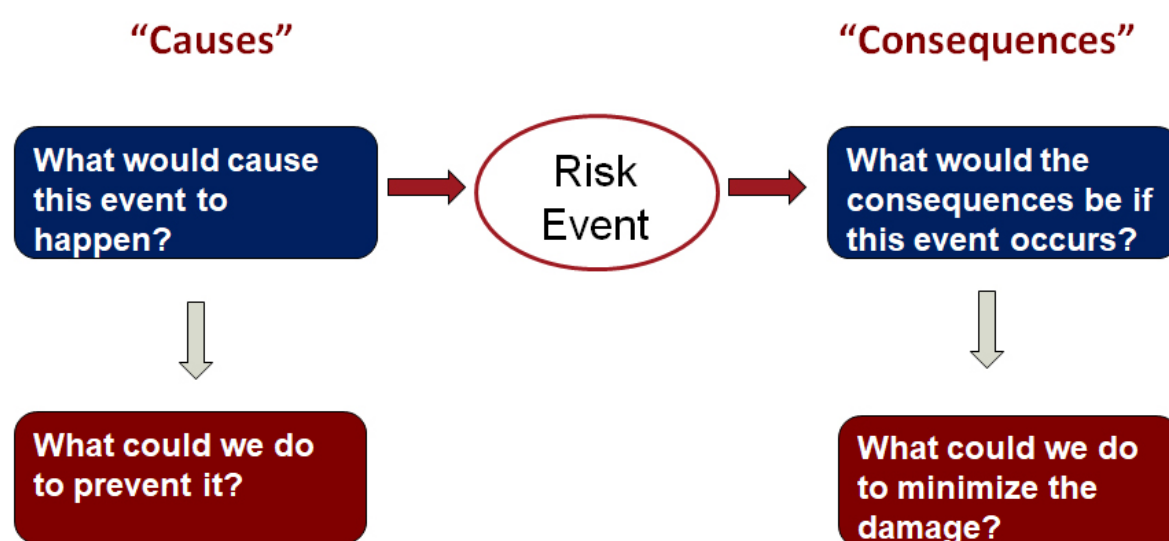 “Causes”
“Consequences”
What would cause
this event to
happen?
Risk
Event
What would the
consequences be if
this event occurs?
What could we do
to prevent it?
What could we do
to minimize the
damage?